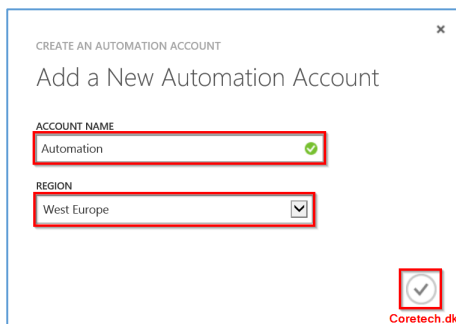 CREATE AN AUTOMATION ACCOUNT
Add a New Automation Account
ACCOUNT NAME
Automation
REGION
West Europe
Coretech.dk